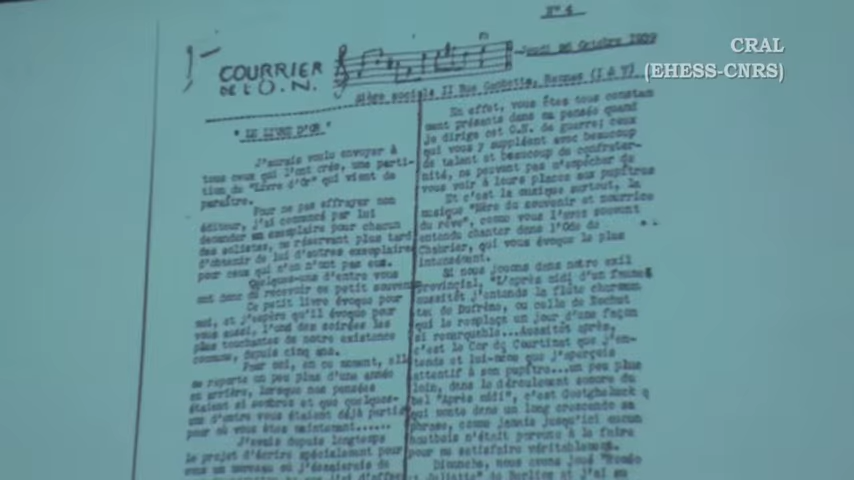 N° 4
COURRIER
DE L'O.N.
Jeudi 26 Octobre 1939
CRAL
(EHESS-CNRS)
siège sociale II Rue Gambetta, Rennes (I & V)
" LE LIVRE D'OR "
J'aurais voulu envoyer à
tous ceux qui l'ont créé, une parti-
tion du "Livre d'Or" qui vient de
paraître.
Pour ne pas effrayer mon
éditeur, j'ai commencé par lui
demander un exemplaire pour chacun
des solistes, me réservant plus tard
d'obtenir de lui d'autres exemplaires
pour ceux qui n'en n'ont pas eus.
Quelques-uns d'entre vous
ont donc du recevoir ce petit souvenir
Ce petit livre évoque pour
moi, et j'espère qu'il évoque pour
vous aussi, l'une des soirées les
plus touchantes de notre existence
commune, depuis cinq ans.
Pour moi, en ce moment, ell
me reporte un peu plus d'une année
en arrière, lorsque nos pensées
étaient si sombres et que quelques-
uns d'entre vous étaient déjà partis
pour où vous êtes maintenant......
J'avais depuis longtemps
le projet d'écrire spécialement pour
vous un morceau où j'essaierais de
En effet, vous êtes tous constam
ment présents dans ma pensée quand
je dirige cet O.N. de guerre; ceux
qui vous y suppléent avec beaucoup
de talent et beaucoup de confrater-
nité, ne peuvent pas m'empêcher de
vous voir à leurs places aux pupitres
Et c'est la musique surtout, la
musique "Mère du souvenir et nourrice
du rêve", comme vous l'avez souvent
entendu chanter dans l'Ode de
Chabrier, qui vous évoque le plus
intensément.
Si nous jouons dans notre exil
provincial, "L'après midi d'un faune"
aussitôt j'entends la flûte charman
te de Dufrène, ou celle de Rochut
qui le remplaça un jour d'une façon
si remarquable...Aussitôt après,
c'est le Cor de Courtinat que j'en-
tends et lui-même que j'aperçois
attentif à son pupitre...un peu plus
loin, dans le déroulement sonore du
bel "Après midi", c'est
qui monte dans un long crescendo sa
phrase, comme jamais jusqu'ici aucun
hautbois n'était parvenu à le faire
pour me satisfaire véritablement.
Dimanche, nous avons joué "Roméo
et Juliette" de Berlioz et j'ai eu